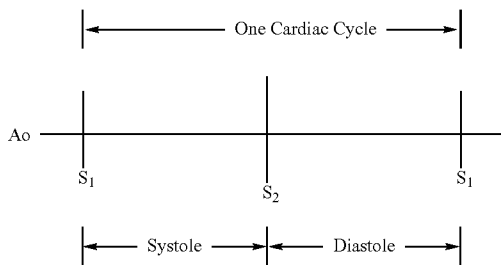 One Cardiac Cycle
Ao
S₁ S₂ S₁
Systole Diastole